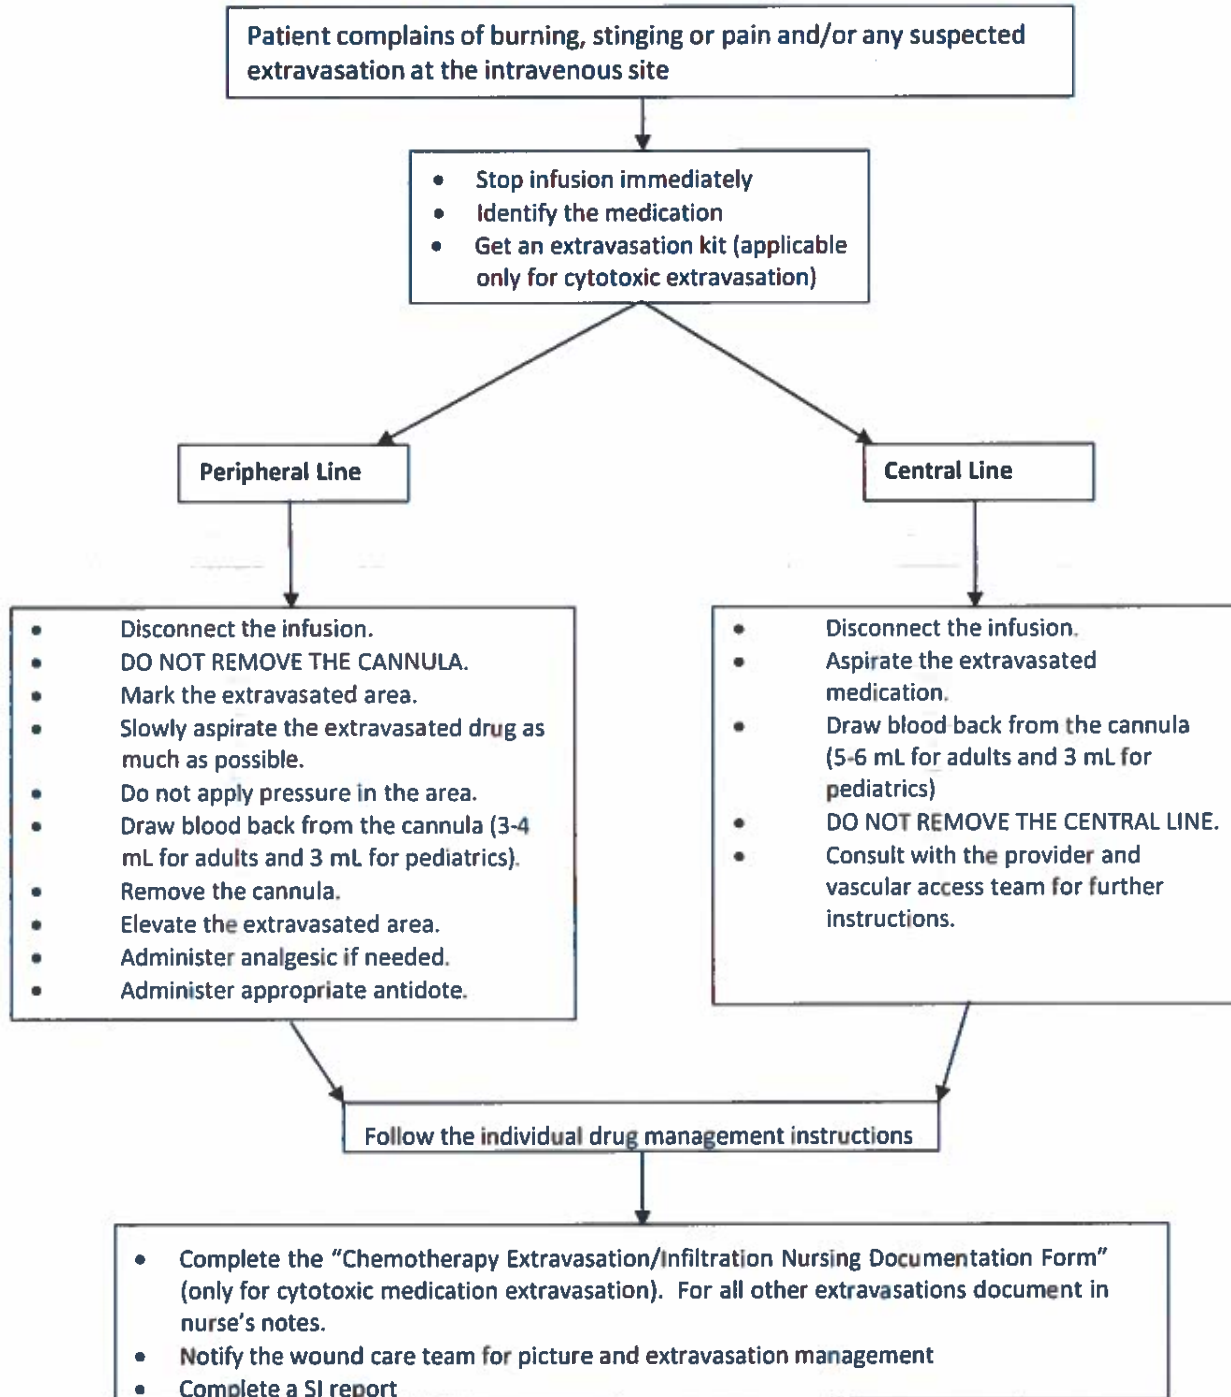 Patient complains of burning, stinging or pain and/or any suspected
extravasation at the intravenous site
• Stop infusion immediately
• Identify the medication
• Get an extravasation kit (applicable
only for cytotoxic extravasation)
Peripheral Line
Central Line
• Disconnect the infusion.
• DO NOT REMOVE THE CANNULA.
• Mark the extravasated area.
• Slowly aspirate the extravasated drug as
much as possible.
• Do not apply pressure in the area.
• Draw blood back from the cannula (3-4
mL for adults and 3 mL for pediatrics).
• Remove the cannula.
• Elevate the extravasated area.
• Administer analgesic if needed.
• Administer appropriate antidote.
• Disconnect the infusion.
• Aspirate the extravasated
medication.
• Draw blood back from the cannula
(5-6 mL for adults and 3 mL for
pediatrics)
• DO NOT REMOVE THE CENTRAL LINE.
• Consult with the provider and
vascular access team for further
instructions.
Follow the individual drug management instructions
• Complete the "Chemotherapy Extravasation/Infiltration Nursing Documentation Form"
(only for cytotoxic medication extravasation). For all other extravasations document in
nurse's notes.
• Notify the wound care team for picture and extravasation management
• Complete a SI report